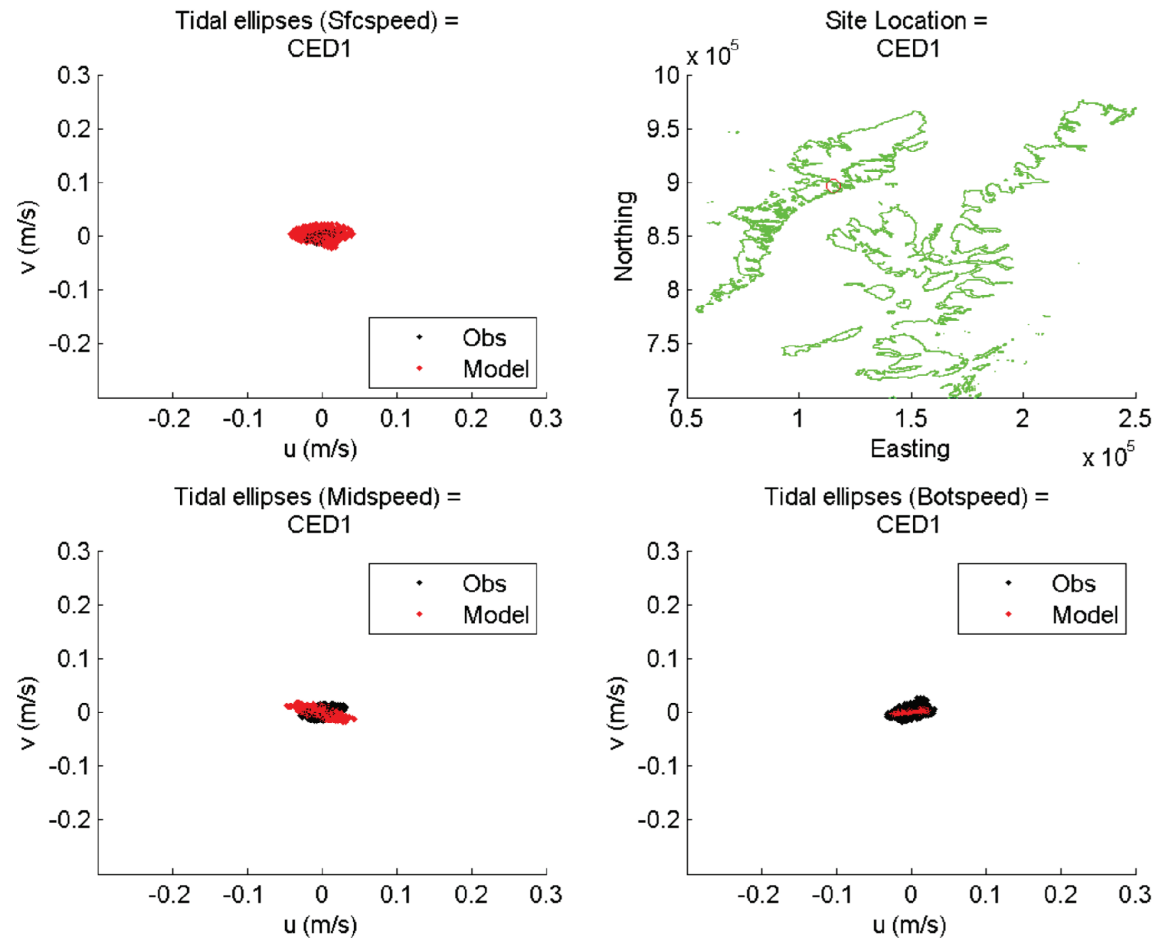 Tidal ellipses (Sfcspeed) =
CED1
0.3
0.2
0.1
0
-0.1
-0.2
v (m/s)
Obs
Model
-0.2 -0.1 0 0.1 0.2 0.3
u (m/s)
Site Location =
CED1
x 10^5
10
9.5
9
8.5
8
7.5
7
Northing
0.5 1 1.5 2 2.5
Easting
x 10^5
Tidal ellipses (Midspeed) =
CED1
0.3
0.2
0.1
0
-0.1
-0.2
v (m/s)
Obs
Model
-0.2 -0.1 0 0.1 0.2 0.3
u (m/s)
Tidal ellipses (Botspeed) =
CED1
0.3
0.2
0.1
0
-0.1
-0.2
v (m/s)
Obs
Model
-0.2 -0.1 0 0.1 0.2 0.3
u (m/s)